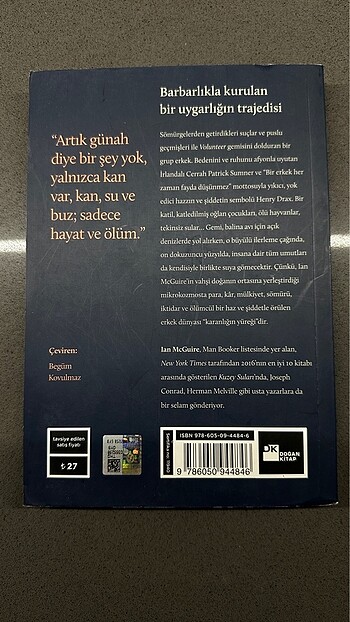 Barbarlıkla kurulan
bir uygarlığın trajedisi
“Artık günah
diye bir şey yok,
yalnızca kan
var, kan, su ve
buz; sadece
hayat ve ölüm.”
Sömürgelerden getirdikleri suçlar ve puslu
geçmişleri ile Volunteer gemisini dolduran bir
grup erkek. Bedenini ve ruhunu afyonla uyutan
İrlandalı Cerrah Patrick Sumner ve “Bir erkek her
zaman fayda düşünmez” mottosuyla yıkıcı, yok
edici hazzın ve şiddetin sembolü Henry Drax. Bir
katil, katledilmiş oğlan çocukları, ölü hayvanlar,
tekinsiz sular... Gemi, balina avı için açık
denizlerde yol alırken, o büyülü ilerleme çağında,
on dokuzuncu yüzyılda, insana dair tüm umutları
da kendisiyle birlikte suya gömecektir. Çünkü, Ian
McGuire’ın vahşi doğanın ortasına yerleştirdiği
mikrokozmosta para, kâr, mülkiyet, sömürü,
iktidar ve ölümcül bir haz ve şiddetle örülen
erkek dünyası “karanlığın yüreği”dir.
Ian McGuire, Man Booker listesinde yer alan,
New York Times tarafından 2016’nın en iyi 10 kitabı
arasında gösterilen Kuzey Suları’nda, Joseph
Conrad, Herman Melville gibi usta yazarlara da
bir selam gönderiyor.
Çeviren:
Begüm
Kovulmaz
tavsiye edilen
satış fiyatı
₺ 27
ISBN 978-605-09-4484-6
9 786050 944846
DK
DOĞAN
KİTAP